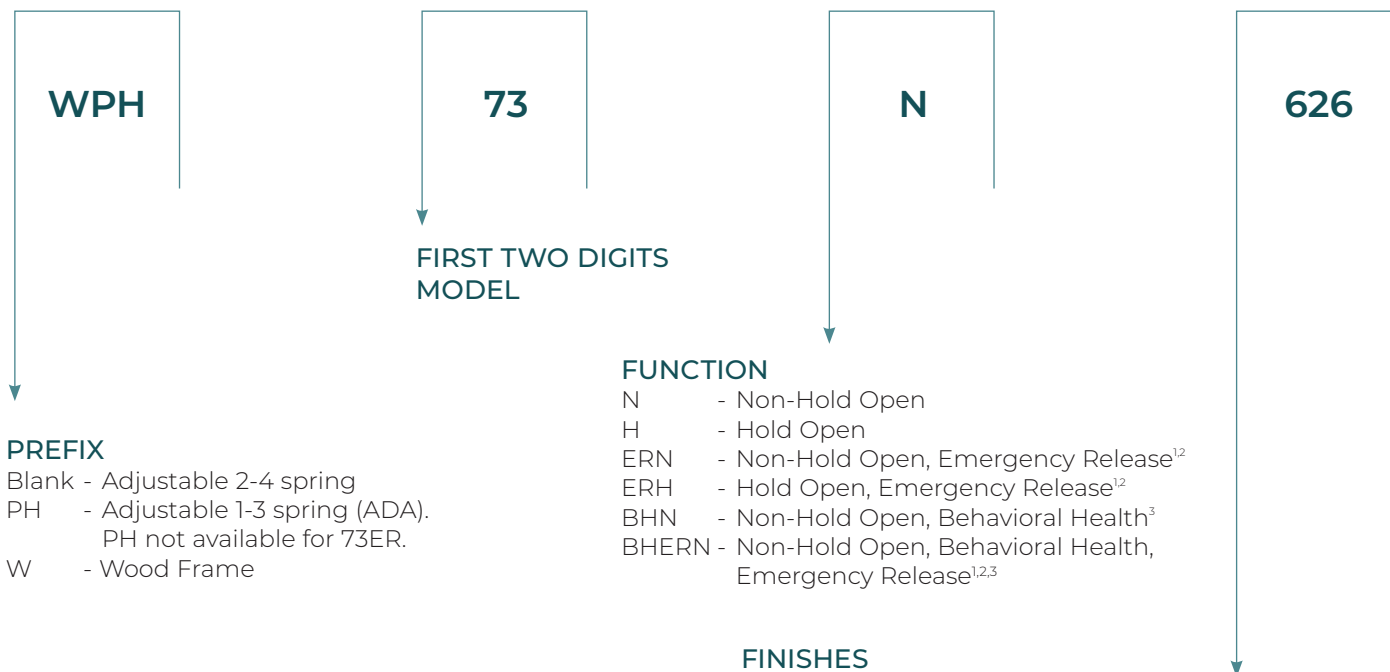 WPH 73 N 626
FIRST TWO DIGITS
MODEL
FUNCTION
N - Non-Hold Open
H - Hold Open
ERN - Non-Hold Open, Emergency Release1,2
ERH - Hold Open, Emergency Release1,2
BHN - Non-Hold Open, Behavioral Health3
BHERN - Non-Hold Open, Behavioral Health,
Emergency Release1,2,3
PREFIX
Blank - Adjustable 2-4 spring
PH - Adjustable 1-3 spring (ADA).
PH not available for 73ER.
W - Wood Frame
FINISHES